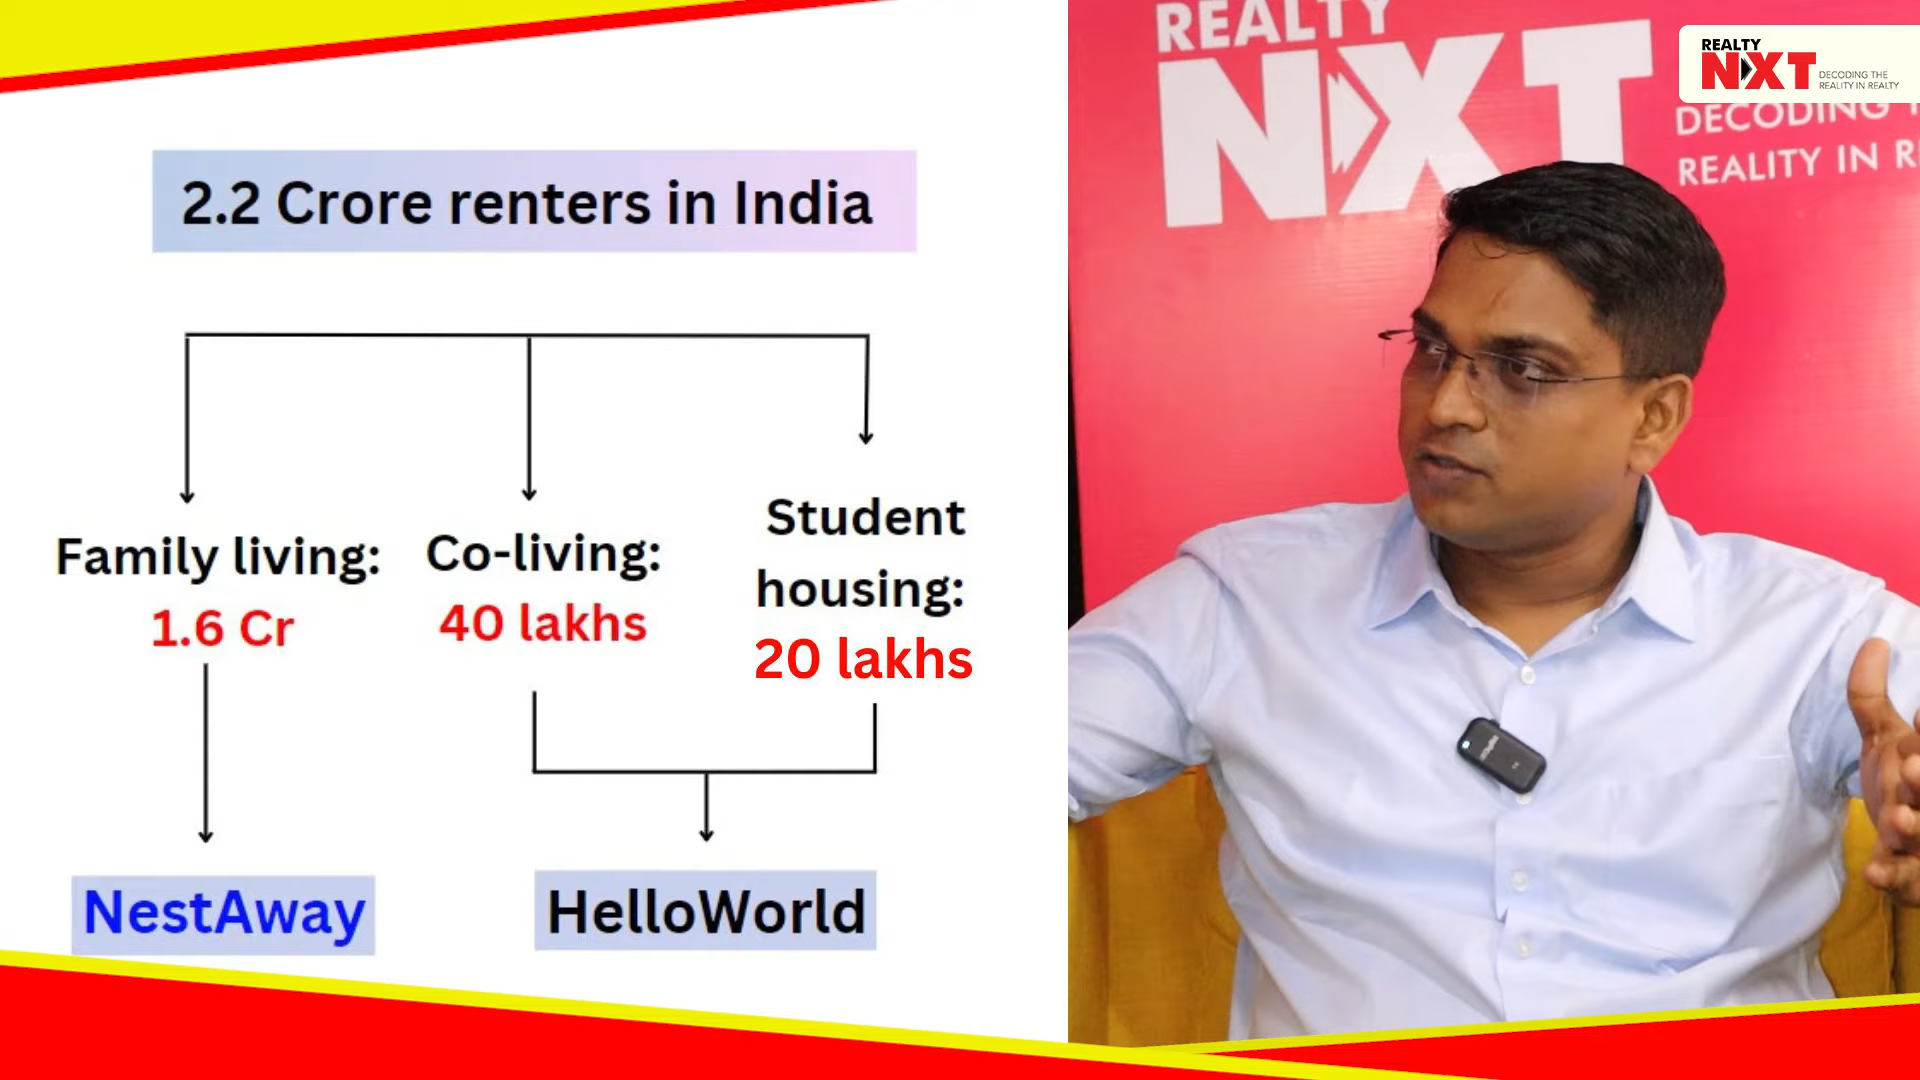 2.2 Crore renters in India
Family living:
1.6 Cr
Co-living:
40 lakhs
Student
housing:
20 lakhs
NestAway
HelloWorld
REALTY
NXT
DECODING
REALITY IN
REALTY
NXT
DECODING THE
REALITY IN REALTY